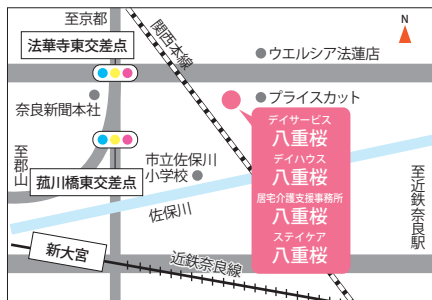 至京都
N
法華寺東交差点
関西本線
ウエルシア法蓮店
奈良新聞本社
プライスカット
デイサービス
八重桜
デイハウス
八重桜
居宅介護支援事務所
八重桜
ステイケア
八重桜
至郡山
菰川橋東交差点
市立佐保川
小学校
佐保川
至近鉄奈良駅
新大宮
近鉄奈良線